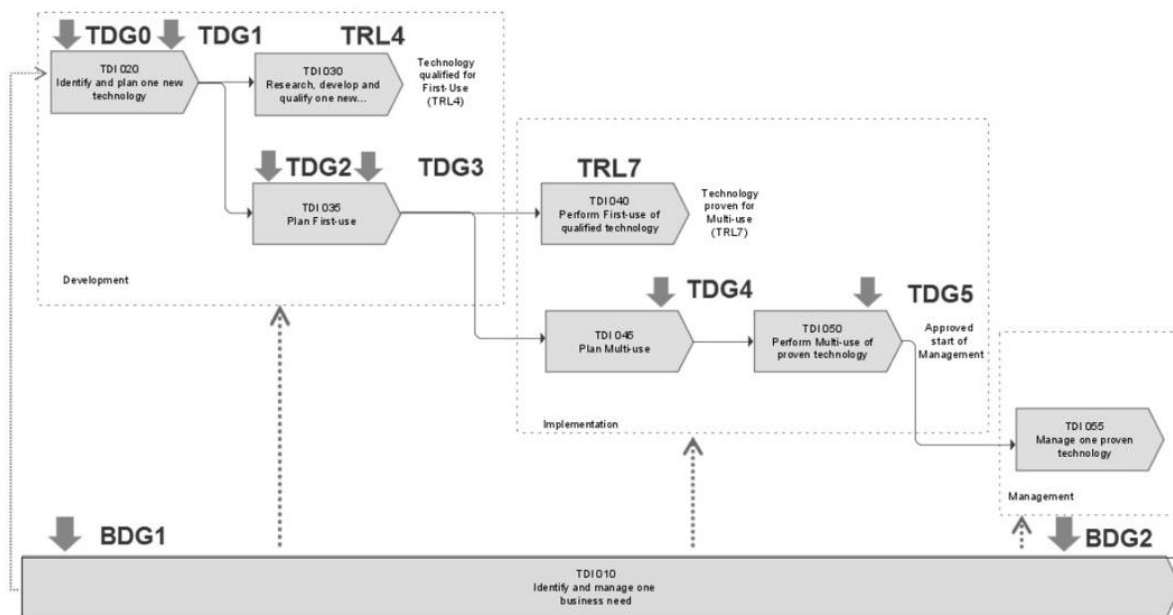 TDG0
TDG1
TRL4
TDI 020
Identify and plan one new
technology
TDI 030
Research, develop and
qualify one new...
Technology
qualified for
First-Use
(TRL4)
TDG2
TDG3
TRL7
TDI 035
Plan First-use
TDI 040
Perform First-use of
qualified technology
Technology
proven for
Multi-use
(TRL7)
Development
TDG4
TDG5
TDI 045
Plan Multi-use
TDI 050
Perform Multi-use of
proven technology
Approved
start of
Management
Implementation
TDI 055
Manage one proven
technology
Management
BDG1
BDG2
TDI 010
Identify and manage one
business need